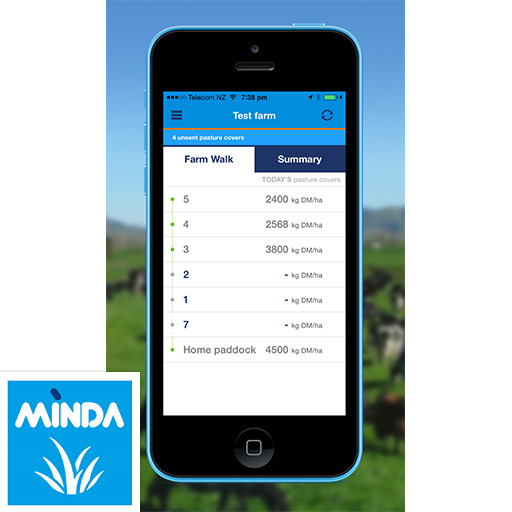 Telecom NZ 7:38 pm
Test farm
4 unsent pasture covers
Farm Walk Summary
TODAY'S pasture covers
5 2400 kg DM/ha
4 2568 kg DM/ha
3 3800 kg DM/ha
2 - kg DM/ha
1 - kg DM/ha
7 - kg DM/ha
Home paddock 4500 kg DM/ha
MINDA